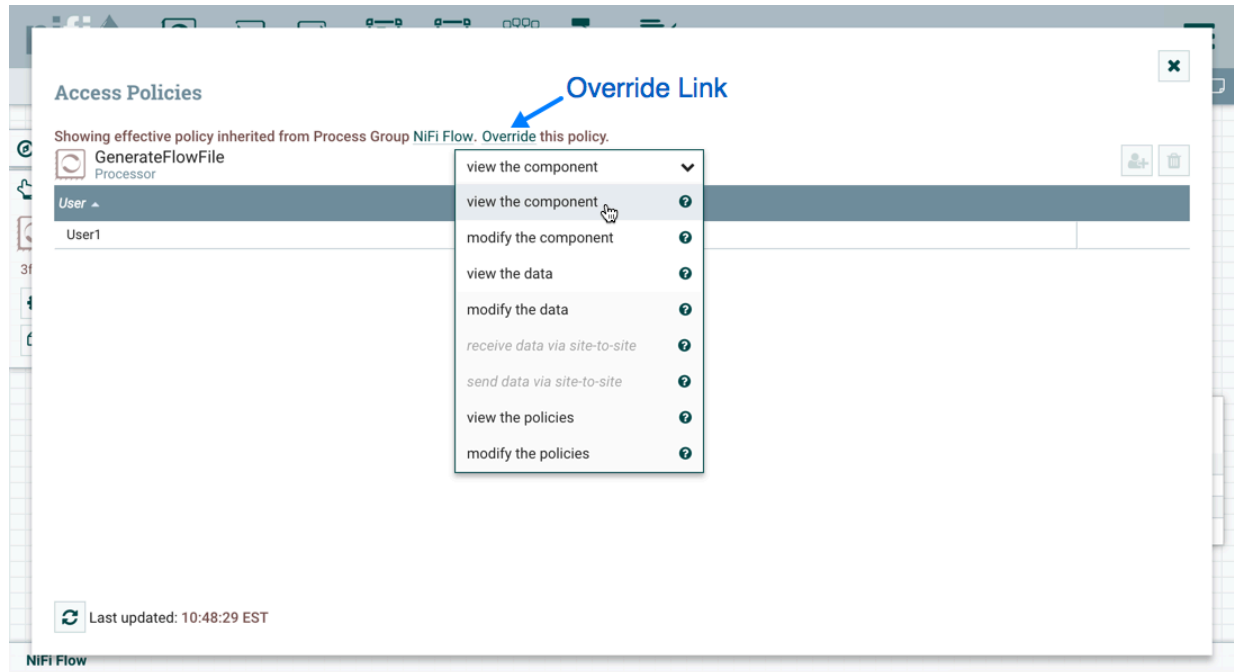 Access Policies
Override Link
Showing effective policy inherited from Process Group NiFi Flow. Override this policy.
GenerateFlowFile
Processor
view the component
User
view the component
User1
modify the component
view the data
modify the data
receive data via site-to-site
send data via site-to-site
view the policies
modify the policies
Last updated: 10:48:29 EST
NiFi Flow